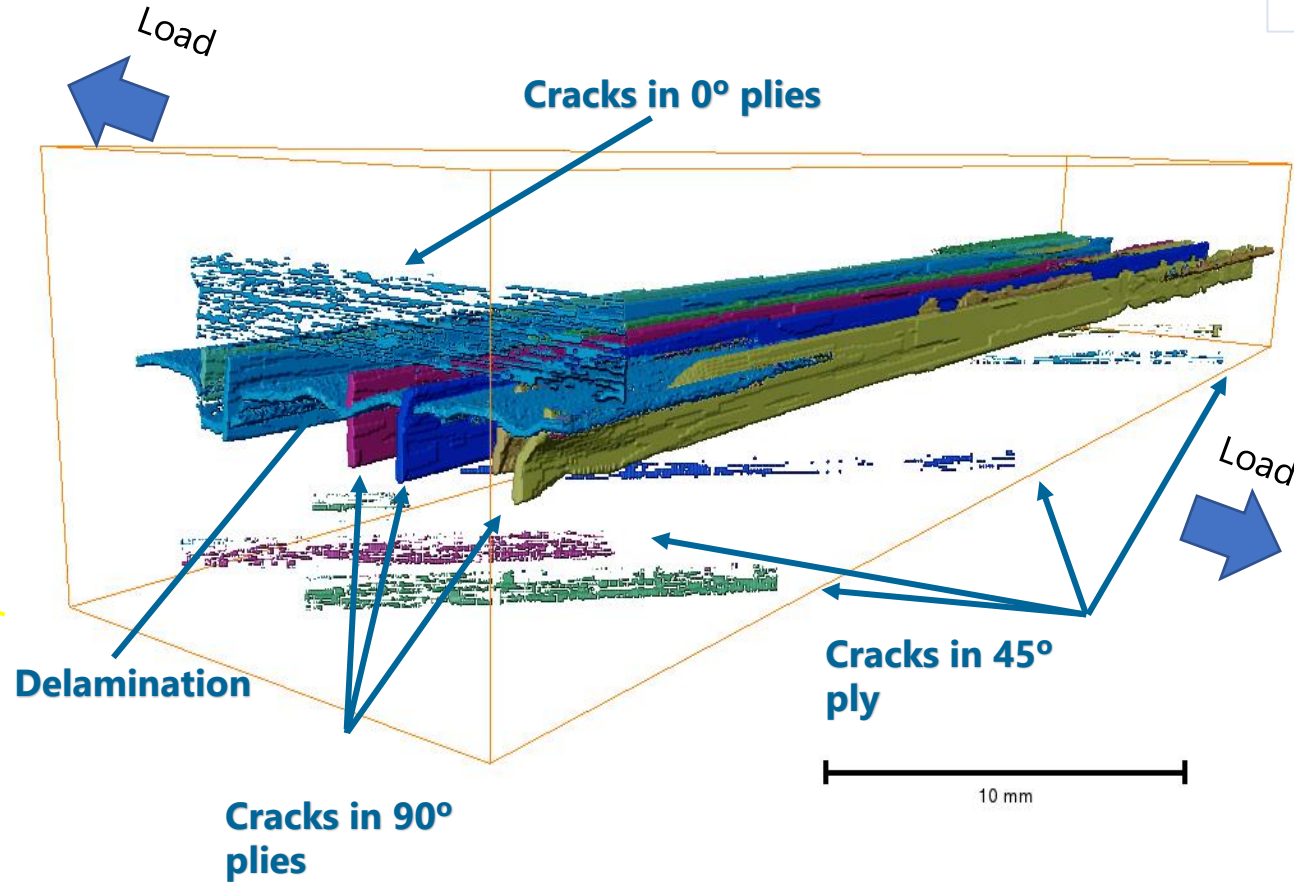 Load
Cracks in 0º plies
Load
Delamination
Cracks in 45º
ply
10 mm
Cracks in 90º
plies